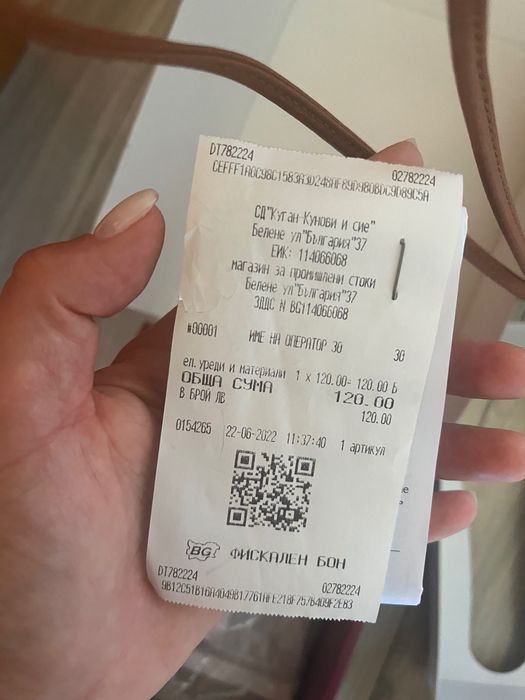 DT782224 02782224
СД"Куган-Кунови и сие"
Белене ул"България"37
ЕИК: 114066068
магазин за промишлени стоки
Белене ул"България"37
ЗДДС N BG114066068
#00001 ИМЕ НА ОПЕРАТОР 30 30
ел. уреди и материали 1 x 120.00= 120.00 Б
ОБЩА СУМА 120.00
В БРОЙ ЛВ 120.00
0154265 22-06-2022 11:37:40 1 артикул
BG ФИСКАЛЕН БОН
DT782224 02782224